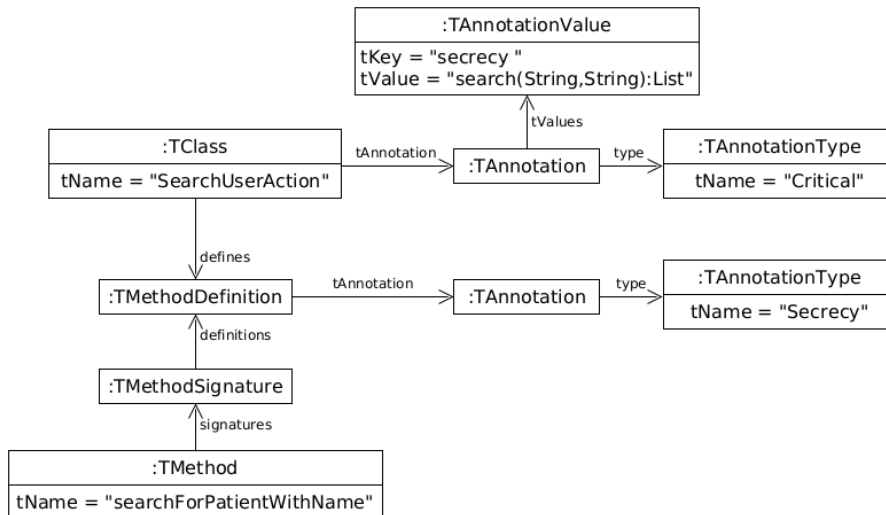 :TAnnotationValue
tKey = "secrecy "
tValue = "search(String,String):List"
tValues
:TClass
tName = "SearchUserAction"
tAnnotation
:TAnnotation
type
:TAnnotationType
tName = "Critical"
defines
:TMethodDefinition
tAnnotation
:TAnnotation
type
:TAnnotationType
tName = "Secrecy"
definitions
:TMethodSignature
signatures
:TMethod
tName = "searchForPatientWithName"